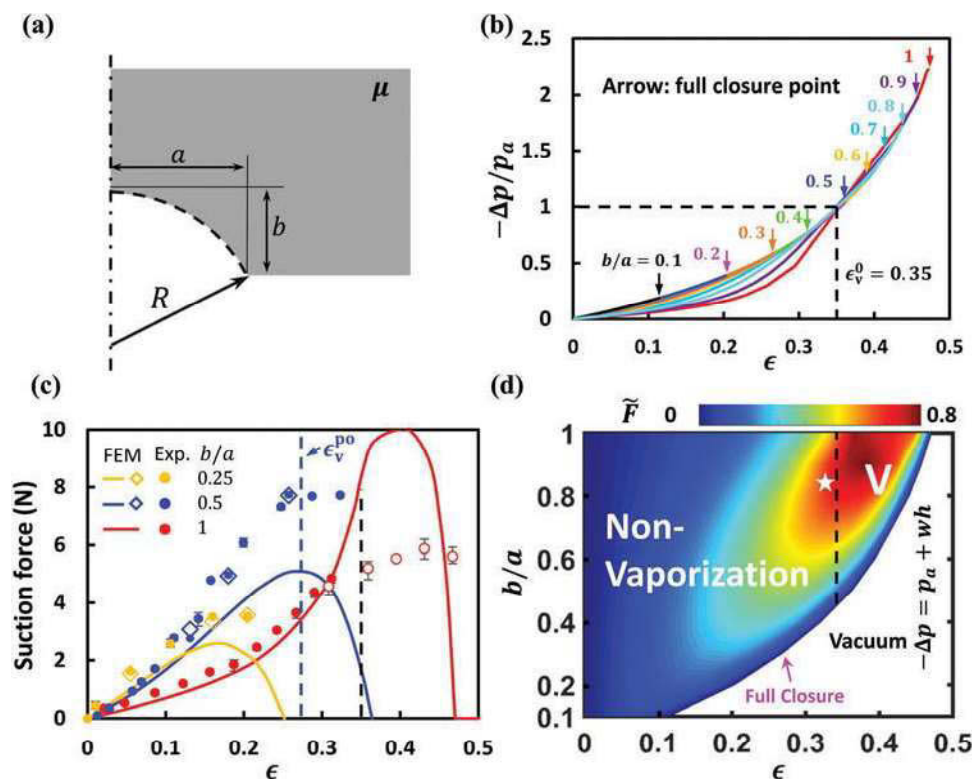 (a)
μ
a
b
R
(b)
2.5
2
1.5
1
0.5
0
−Δp/pₐ
Arrow: full closure point
1
0.9
0.8
0.7
0.6
0.5
0.4
0.3
0.2
b/a = 0.1
ϵᵥ⁰ = 0.35
0 0.1 0.2 0.3 0.4 0.5
ϵ
(c)
10
8
6
4
2
0
Suction force (N)
FEM Exp. b/a
0.25
0.5
1
ϵᵥᵖᵒ
0 0.1 0.2 0.3 0.4 0.5
ϵ
(d)
F̃ 0 0.8
1
0.8
0.6
0.4
0.2
0.1
b/a
Non-
Vaporization
V
Vacuum
−Δp = pₐ + wh
Full Closure
0 0.1 0.2 0.3 0.4 0.5
ϵ